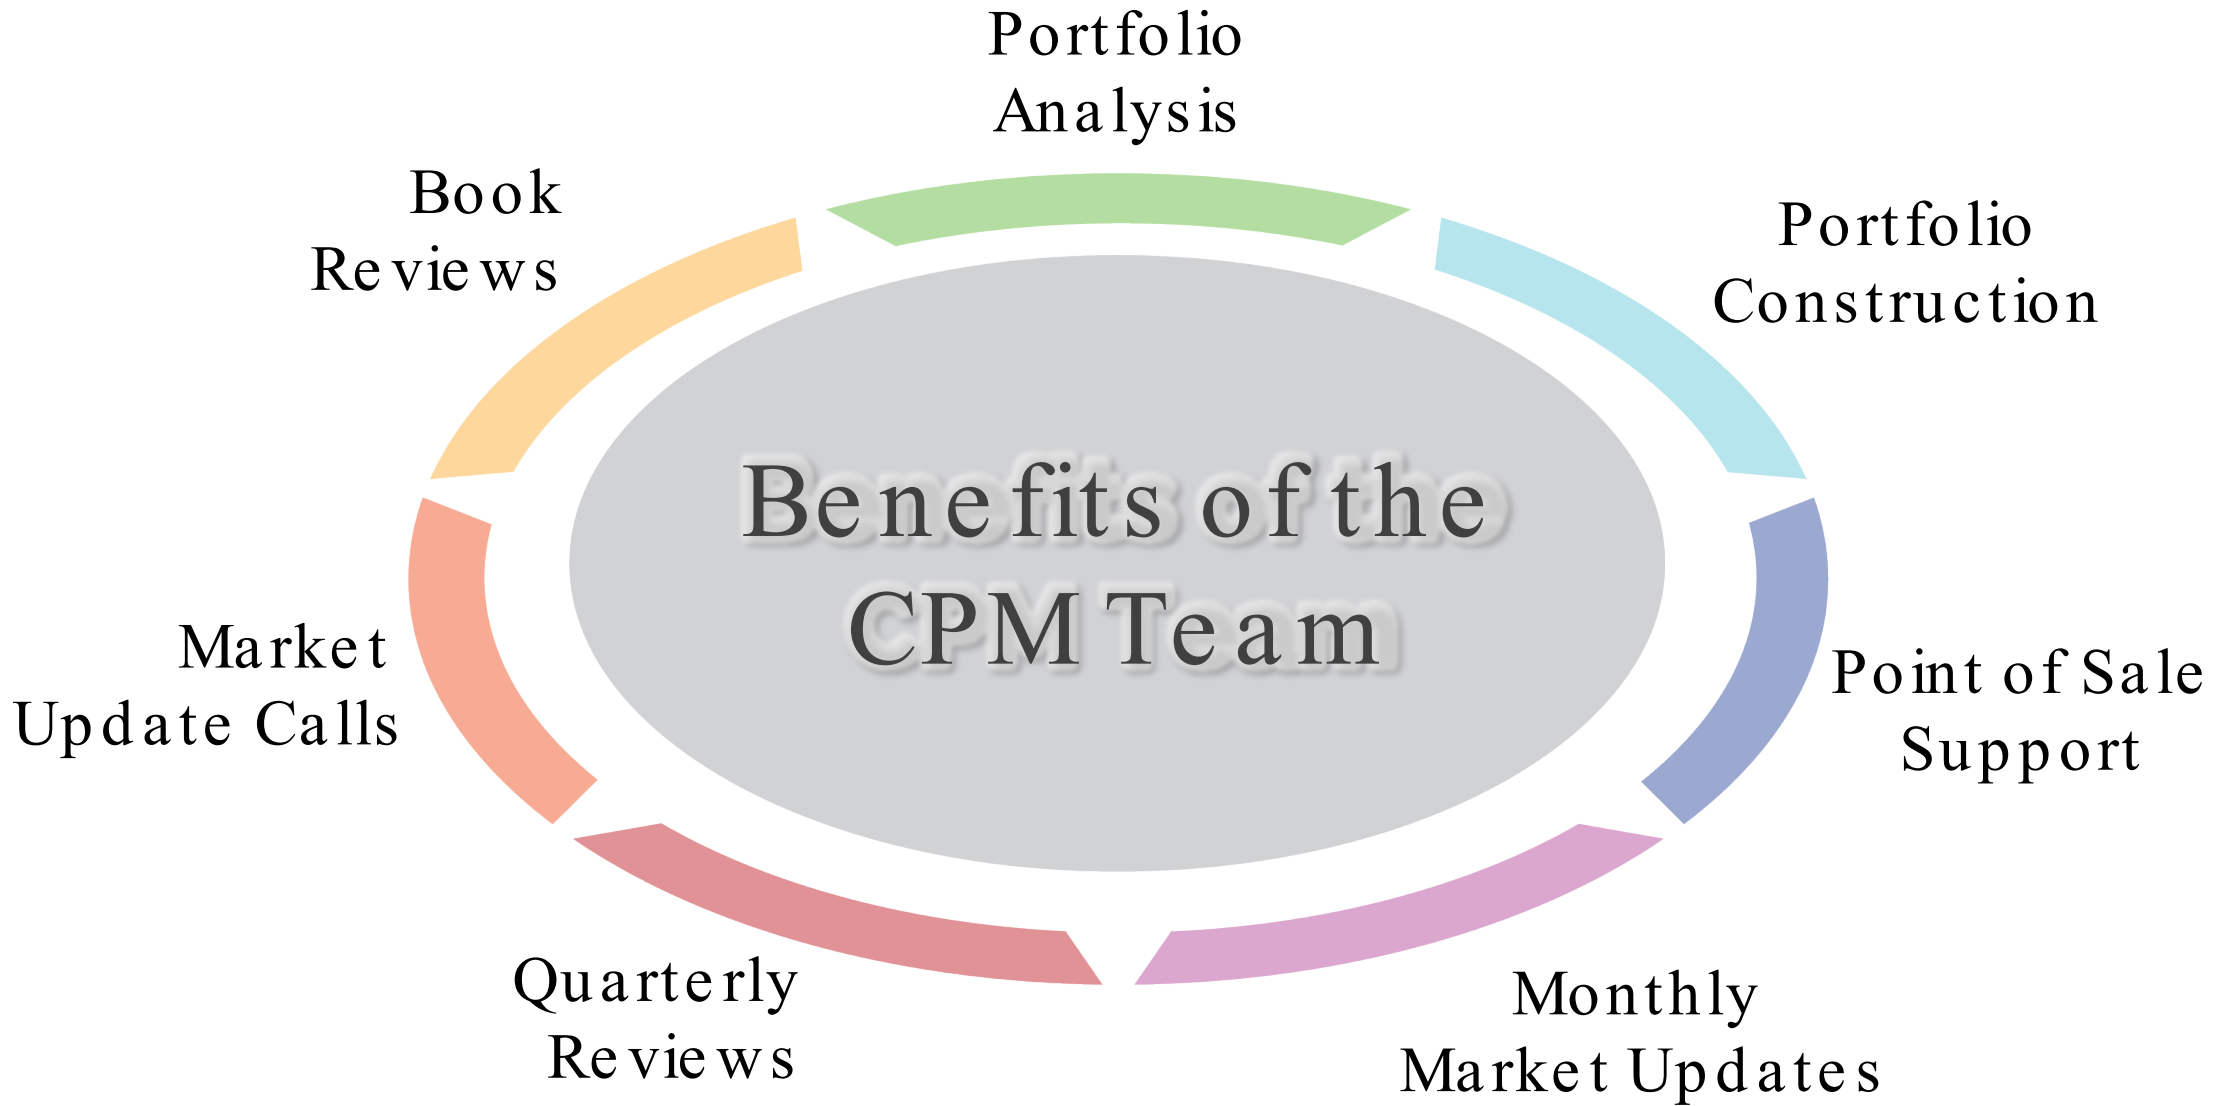 Portfolio
Analysis
Portfolio
Construction
Point of Sale
Support
Monthly
Market Updates
Quarterly
Reviews
Market
Update Calls
Book
Reviews
Benefits of the
CPM Team